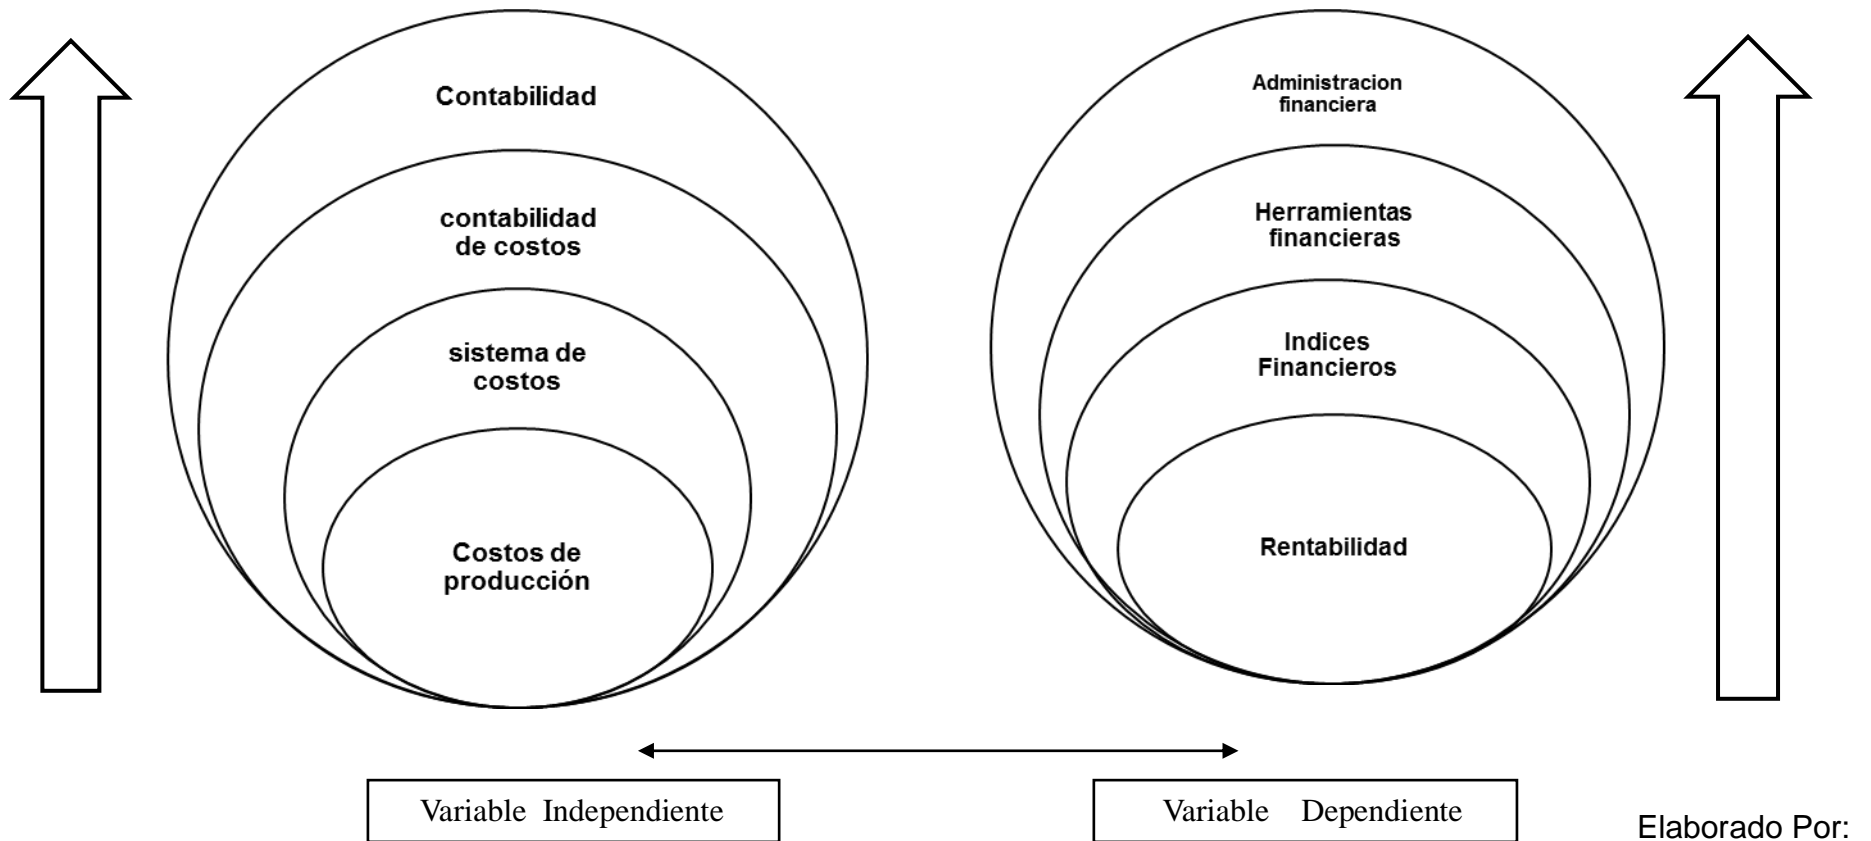 Contabilidad
contabilidad
de costos
sistema de
costos
Costos de
producción
Administracion
financiera
Herramientas
financieras
Indices
Financieros
Rentabilidad
Variable Independiente
Variable Dependiente
Elaborado Por: